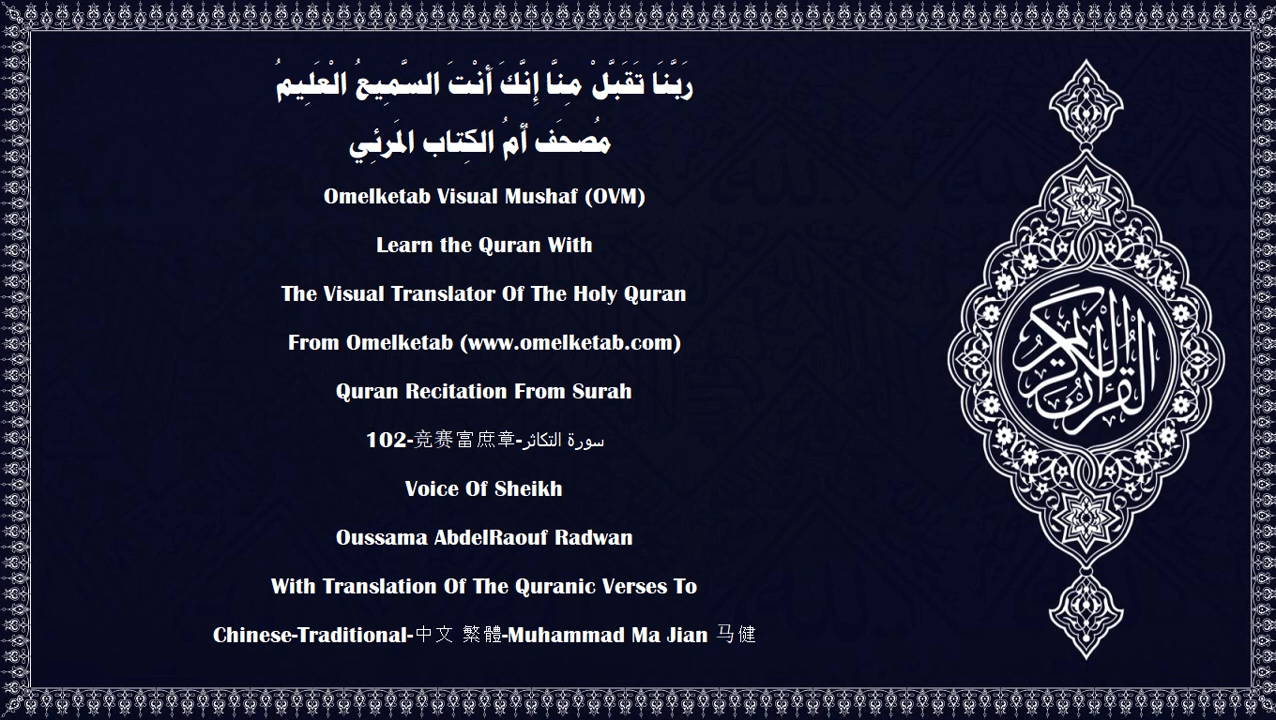 رَبَّنَا تَقَبَّلْ مِنَّا إِنَّكَ أَنْتَ السَّمِيعُ الْعَلِيمُ
مُصحَف أمُ الكِتاب المَرئِي
Omelketab Visual Mushaf (OVM)
Learn the Quran With
The Visual Translator Of The Holy Quran
From Omelketab (www.omelketab.com)
Quran Recitation From Surah
102-竞赛富庶章-سورة التكاثر
Voice Of Sheikh
Oussama AbdelRaouf Radwan
With Translation Of The Quranic Verses To
Chinese-Traditional-中文 繁體-Muhammad Ma Jian 马健
القرآن الكريم